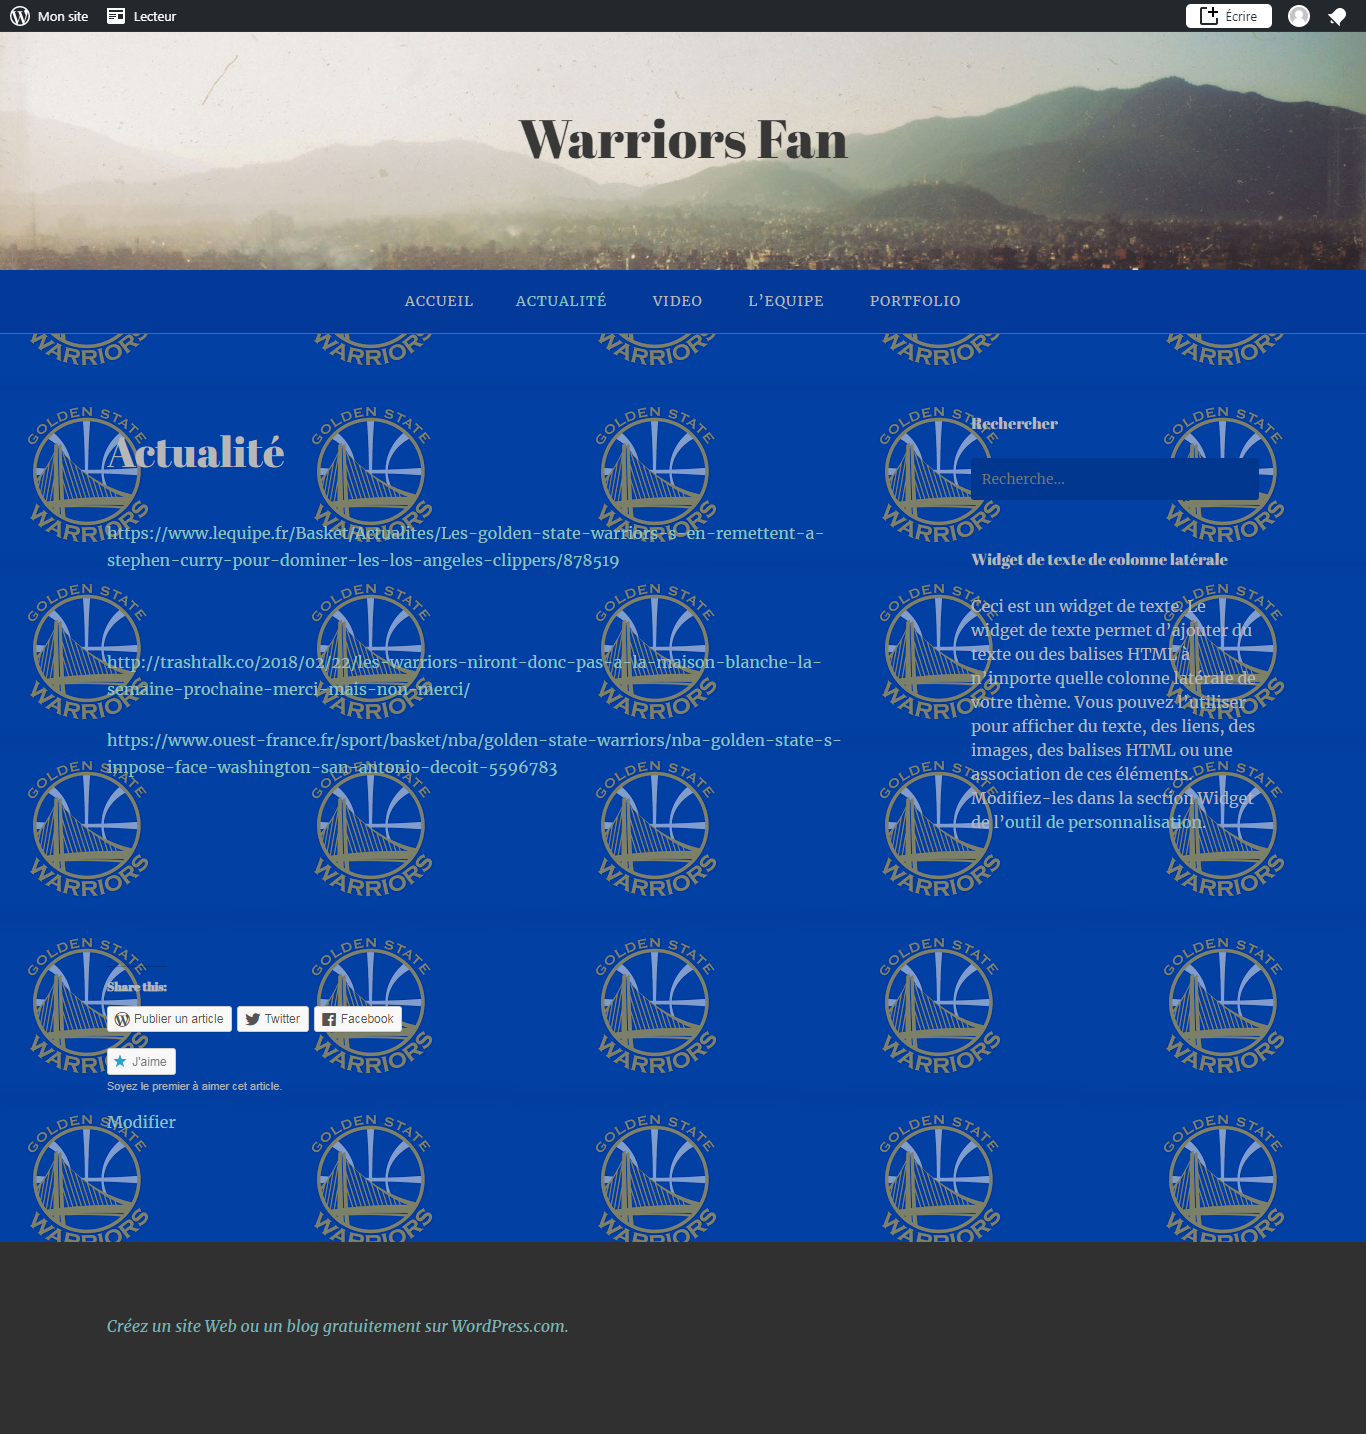 Mon site
Lecteur
Écrire
Warriors Fan
ACCUEIL
ACTUALITÉ
VIDEO
L’EQUIPE
PORTFOLIO
Actualité
https://www.lequipe.fr/Basket/Actualites/Les-golden-state-warriors-s-en-remettent-a-
stephen-curry-pour-dominer-les-los-angeles-clippers/878519
http://trashtalk.co/2018/02/22/les-warriors-niront-donc-pas-a-la-maison-blanche-la-
semaine-prochaine-merci-mais-non-merci/
https://www.ouest-france.fr/sport/basket/nba/golden-state-warriors/nba-golden-state-s-
impose-face-washington-san-antonio-decoit-5596783
Share this:
Publier un article
Twitter
Facebook
J'aime
Soyez le premier à aimer cet article.
Modifier
Rechercher
Recherche…
Widget de texte de colonne latérale
Ceci est un widget de texte. Le
widget de texte permet d’ajouter du
texte ou des balises HTML à
n’importe quelle colonne latérale de
votre thème. Vous pouvez l’utiliser
pour afficher du texte, des liens, des
images, des balises HTML ou une
association de ces éléments.
Modifiez-les dans la section Widget
de l’outil de personnalisation.
GOLDEN STATE
WARRIORS
Créez un site Web ou un blog gratuitement sur WordPress.com.